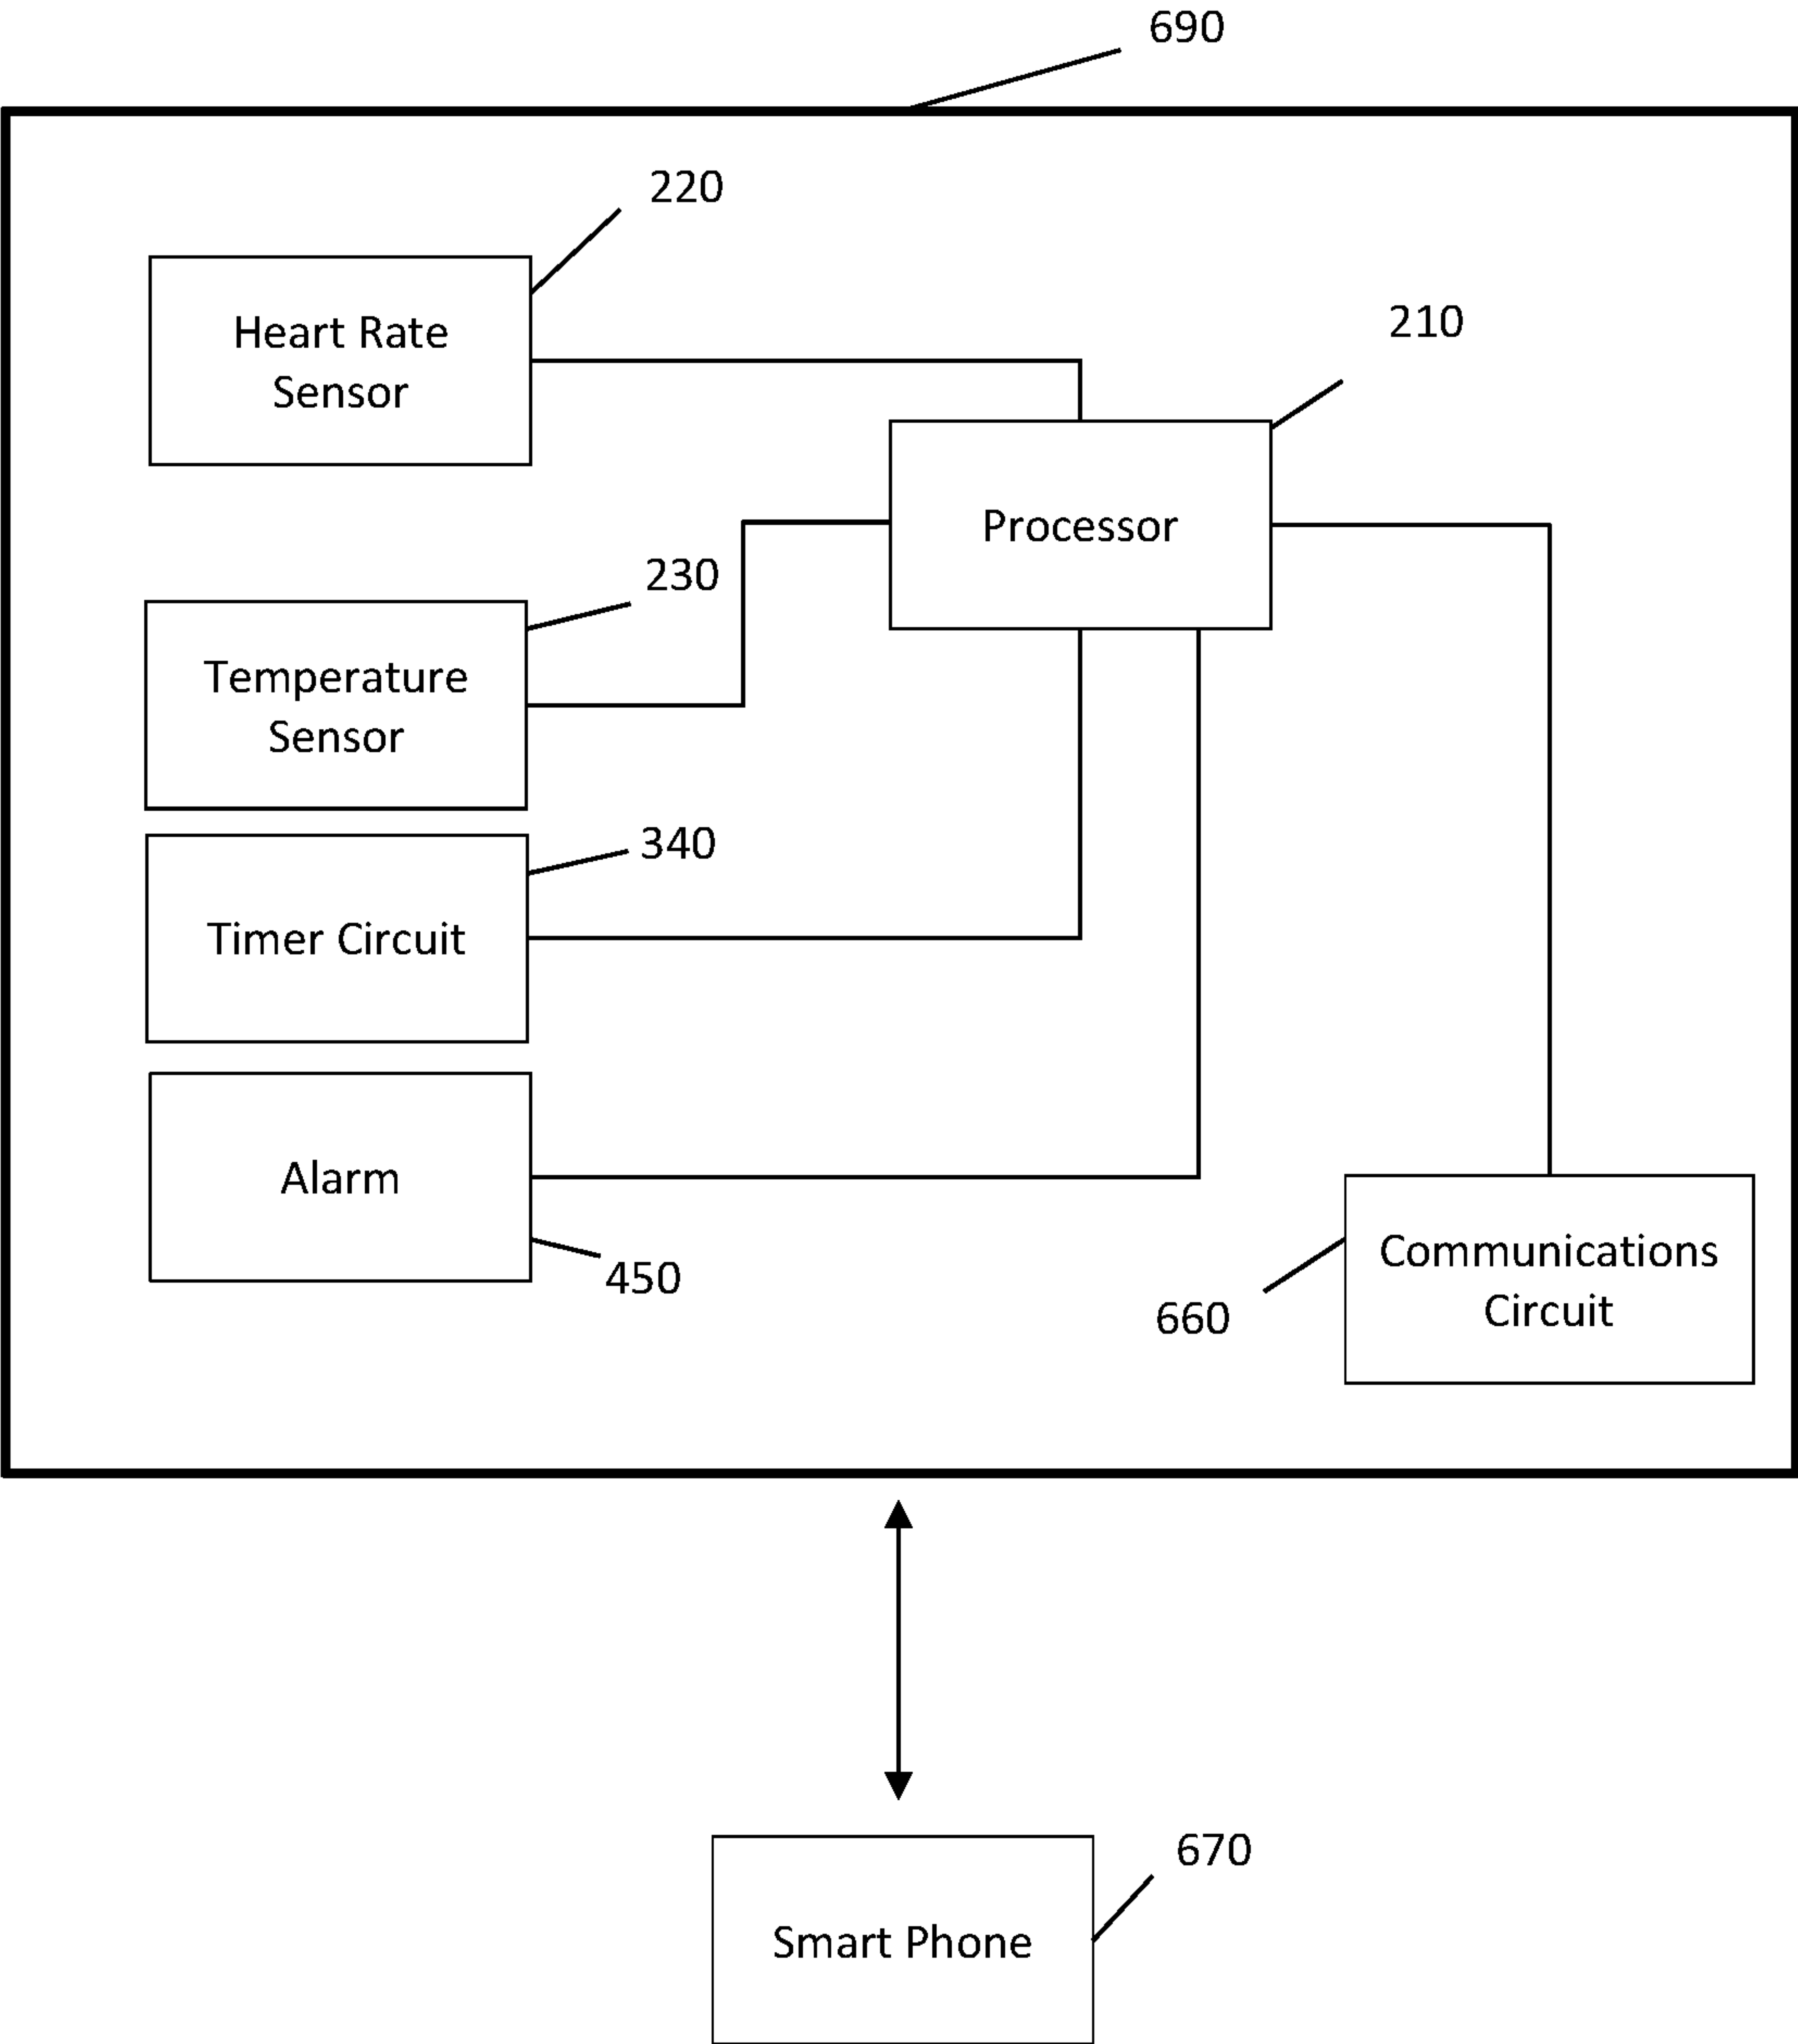 690
220
Heart Rate
Sensor
210
Processor
230
Temperature
Sensor
340
Timer Circuit
Alarm
450
Communications
Circuit
660
670
Smart Phone